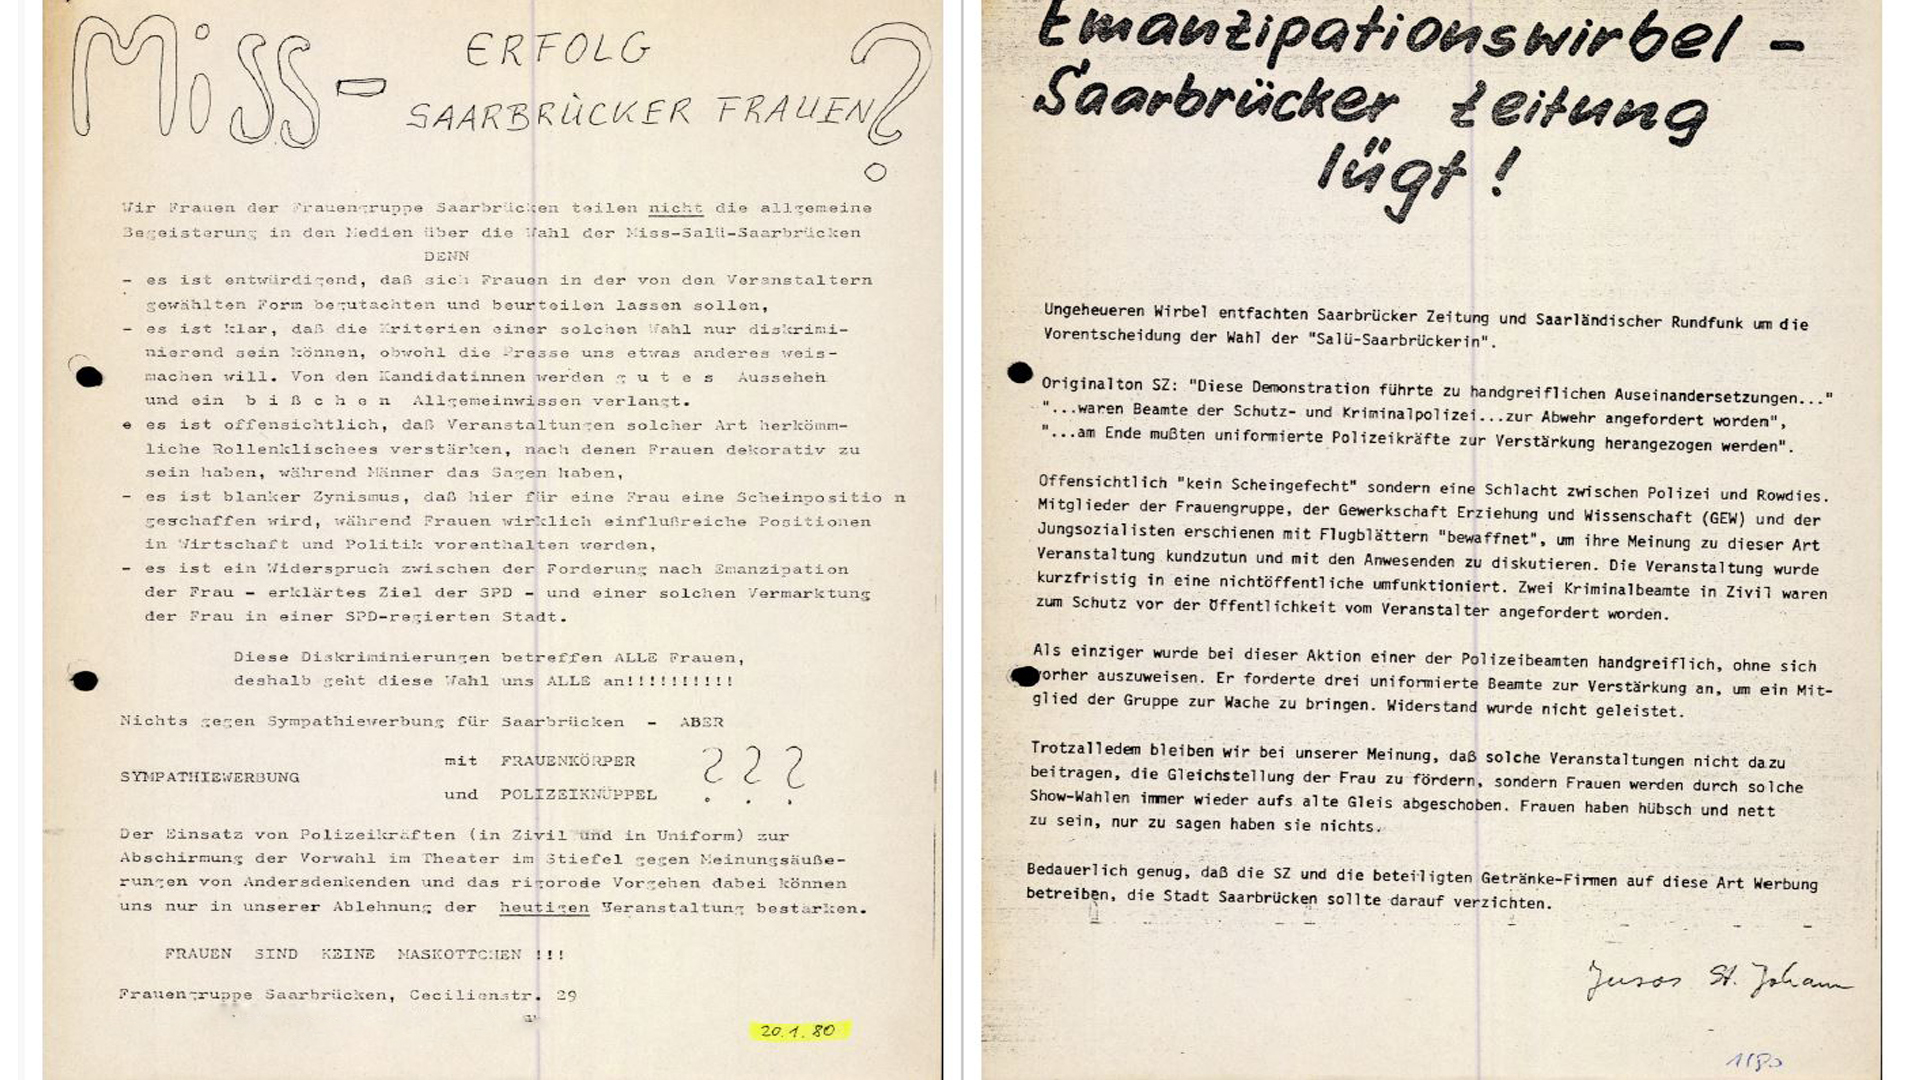 Miss - ERFOLG
SAARBRÜCKER FRAUEN ?
Wir Frauen der Frauengruppe Saarbrücken teilen nicht die allgemeine
Begeisterung in den Medien über die Wahl der Miss-Salü-Saarbrücken
DENN
- es ist entwürdigend, daß sich Frauen in der von den Veranstaltern
gewählten Form begutachten und beurteilen lassen sollen,
- es ist klar, daß die Kriterien einer solchen Wahl nur diskrimi-
nierend sein können, obwohl die Presse uns etwas anderes weis-
machen will. Von den Kandidatinnen werden g u t e s Ausseheh
und ein b i ß c h e n Allgemeinwissen verlangt.
e es ist offensichtlich, daß Veranstaltungen solcher Art herkömm-
liche Rollenklischees verstärken, nach denen Frauen dekorativ zu
sein haben, während Männer das Sagen haben,
- es ist blanker Zynismus, daß hier für eine Frau eine Scheinpositio n
geschaffen wird, während Frauen wirklich einflußreiche Positionen
in Wirtschaft und Politik vorenthalten werden,
- es ist ein Widerspruch zwischen der Forderung nach Emanzipation
der Frau - erklärtes Ziel der SPD - und einer solchen Vermarktung
der Frau in einer SPD-regierten Stadt.
Diese Diskriminierungen betreffen ALLE Frauen,
deshalb geht diese Wahl uns ALLE an!!!!!!!!!!!
Nichts gegen Sympathiewerbung für Saarbrücken - ABER
mit FRAUENKÖRPER
SYMPATHIEWERBUNG ???
und POLIZEIKNÜPPEL
Der Einsatz von Polizeikräften (in Zivil und in Uniform) zur
Abschirmung der Vorwahl im Theater im Stiefel gegen Meinungsäuße-
rungen von Andersdenkenden und das rigorose Vorgehen dabei können
uns nur in unserer Ablehnung der heutigen Veranstaltung bestärken.
FRAUEN SIND KEINE MASKOTTCHEN !!!
Frauengruppe Saarbrücken, Cecilienstr. 29
20.1.80
Emanzipationswirbel -
Saarbrücker Zeitung
lügt !
Ungeheueren Wirbel entfachten Saarbrücker Zeitung und Saarländischer Rundfunk um die
Vorentscheidung der Wahl der "Salü-Saarbrückerin".
Originalton SZ: "Diese Demonstration führte zu handgreiflichen Auseinandersetzungen..."
"...waren Beamte der Schutz- und Kriminalpolizei...zur Abwehr angefordert worden",
"...am Ende mußten uniformierte Polizeikräfte zur Verstärkung herangezogen werden".
Offensichtlich "kein Scheingefecht" sondern eine Schlacht zwischen Polizei und Rowdies.
Mitglieder der Frauengruppe, der Gewerkschaft Erziehung und Wissenschaft (GEW) und der
Jungsozialisten erschienen mit Flugblättern "bewaffnet", um ihre Meinung zu dieser Art
Veranstaltung kundzutun und mit den Anwesenden zu diskutieren. Die Veranstaltung wurde
kurzfristig in eine nichtöffentliche umfunktioniert. Zwei Kriminalbeamte in Zivil waren
zum Schutz vor der Öffentlichkeit vom Veranstalter angefordert worden.
Als einziger wurde bei dieser Aktion einer der Polizeibeamten handgreiflich, ohne sich
vorher auszuweisen. Er forderte drei uniformierte Beamte zur Verstärkung an, um ein Mit-
glied der Gruppe zur Wache zu bringen. Widerstand wurde nicht geleistet.
Trotzalledem bleiben wir bei unserer Meinung, daß solche Veranstaltungen nicht dazu
beitragen, die Gleichstellung der Frau zu fördern, sondern Frauen werden durch solche
Show-Wahlen immer wieder aufs alte Gleis abgeschoben. Frauen haben hübsch und nett
zu sein, nur zu sagen haben sie nichts.
Bedauerlich genug, daß die SZ und die beteiligten Getränke-Firmen auf diese Art Werbung
betreiben, die Stadt Saarbrücken sollte darauf verzichten.
Jusos St. Johann